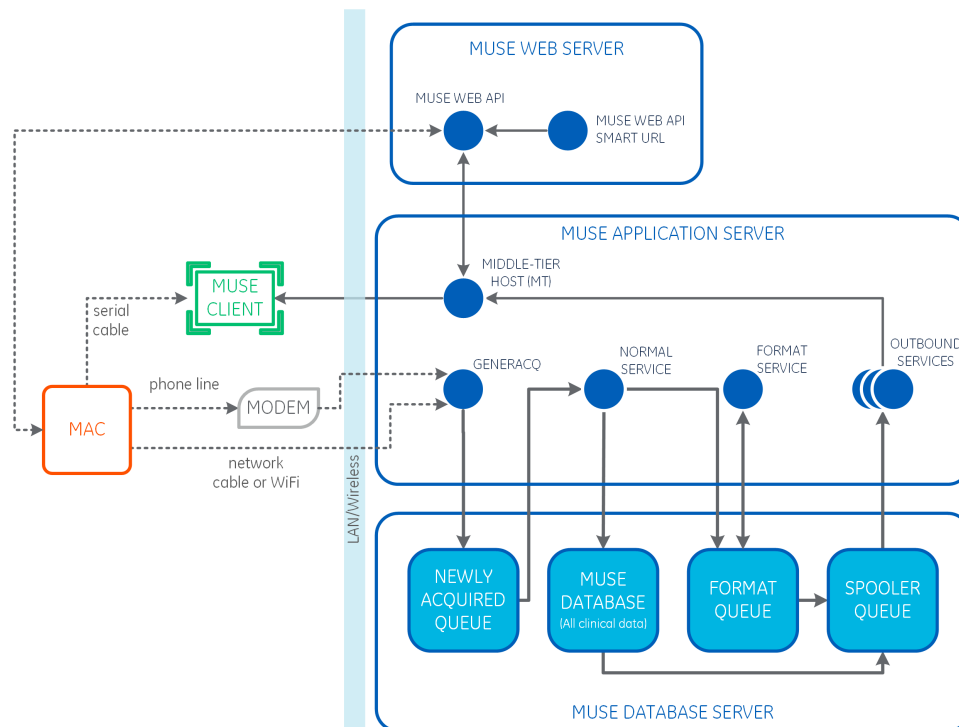 MUSE WEB SERVER
MUSE WEB API
MUSE WEB API
SMART URL
MUSE APPLICATION SERVER
MIDDLE-TIER
HOST (MT)
MUSE
CLIENT
serial
cable
GENERACQ
NORMAL
SERVICE
FORMAT
SERVICE
OUTBOUND
SERVICES
phone line
MODEM
MAC
network
cable or WiFi
LAN/Wireless
NEWLY
ACQUIRED
QUEUE
MUSE
DATABASE
(All clinical data)
FORMAT
QUEUE
SPOOLER
QUEUE
MUSE DATABASE SERVER